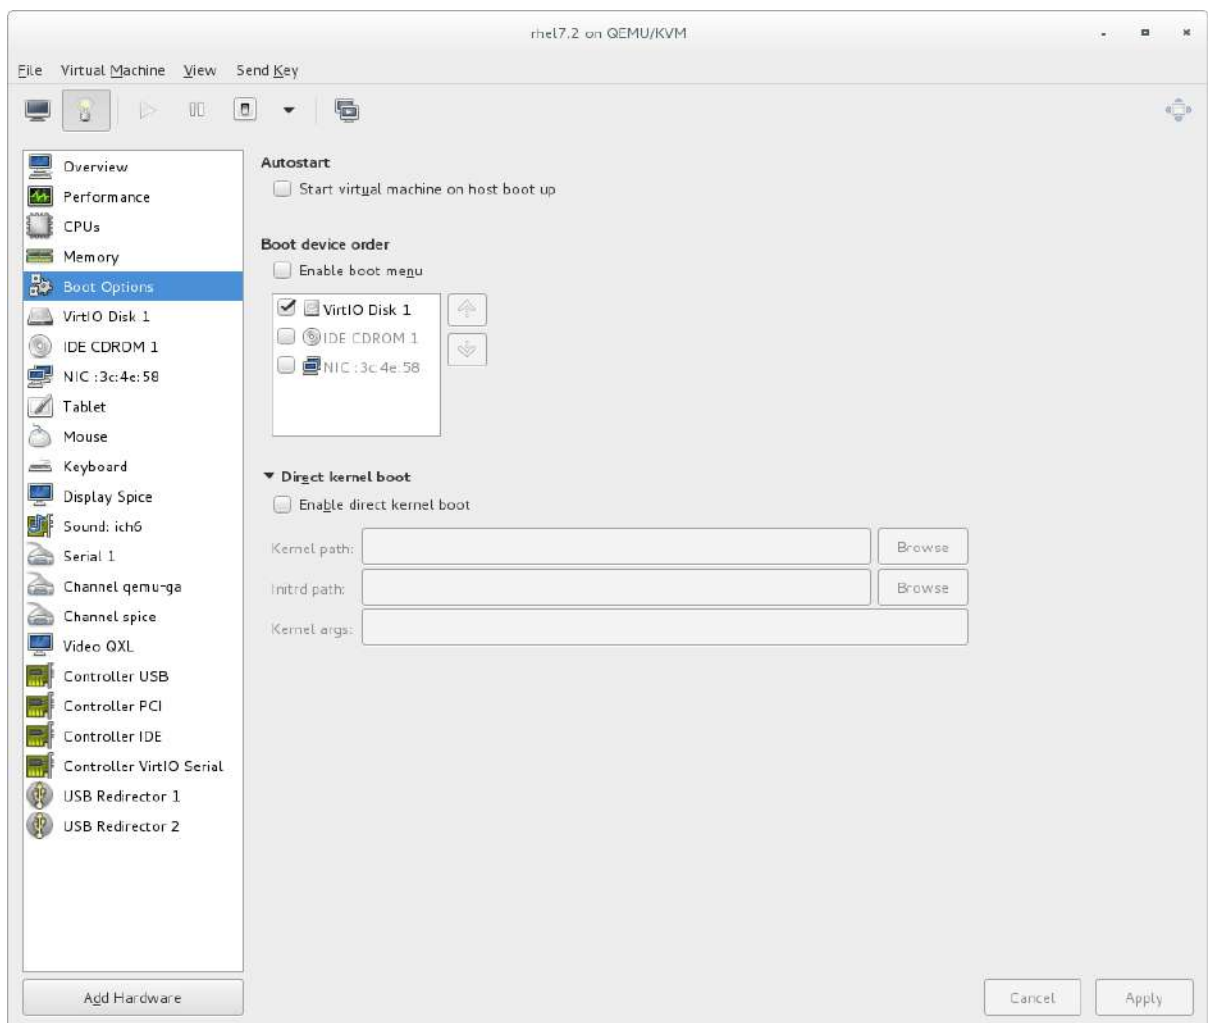 rhel7.2 on QEMU/KVM
File Virtual Machine View Send Key
Overview
Performance
CPUs
Memory
Boot Options
VirtIO Disk 1
IDE CDROM 1
NIC :3c:4e:58
Tablet
Mouse
Keyboard
Display Spice
Sound: ich6
Serial 1
Channel qemu-ga
Channel spice
Video QXL
Controller USB
Controller PCI
Controller IDE
Controller VirtIO Serial
USB Redirector 1
USB Redirector 2
Add Hardware
Autostart
Start virtual machine on host boot up
Boot device order
Enable boot menu
VirtIO Disk 1
IDE CDROM 1
NIC :3c:4e:58
Direct kernel boot
Enable direct kernel boot
Kernel path: Browse
Initrd path: Browse
Kernel args:
Cancel Apply